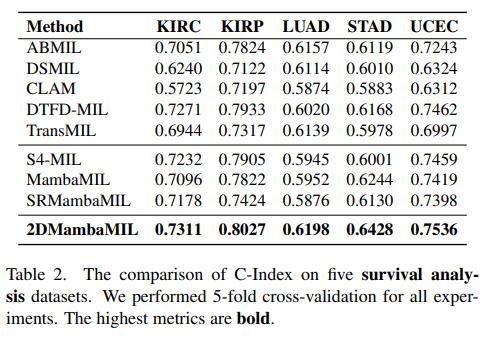 Method KIRC KIRP LUAD STAD UCEC
ABMIL 0.7051 0.7824 0.6157 0.6119 0.7243
DSMIL 0.6240 0.7122 0.6114 0.6010 0.6324
CLAM 0.5723 0.7197 0.5874 0.5883 0.6312
DTFD-MIL 0.7271 0.7933 0.6020 0.6168 0.7462
TransMIL 0.6944 0.7317 0.6139 0.5978 0.6997
S4-MIL 0.7232 0.7905 0.5945 0.6001 0.7459
MambaMIL 0.7096 0.7822 0.5952 0.6244 0.7419
SRMambaMIL 0.7178 0.7424 0.5876 0.6130 0.7398
2DMambaMIL 0.7311 0.8027 0.6198 0.6428 0.7536
Table 2. The comparison of C-Index on five survival analy-
sis datasets. We performed 5-fold cross-validation for all exper-
iments. The highest metrics are bold.